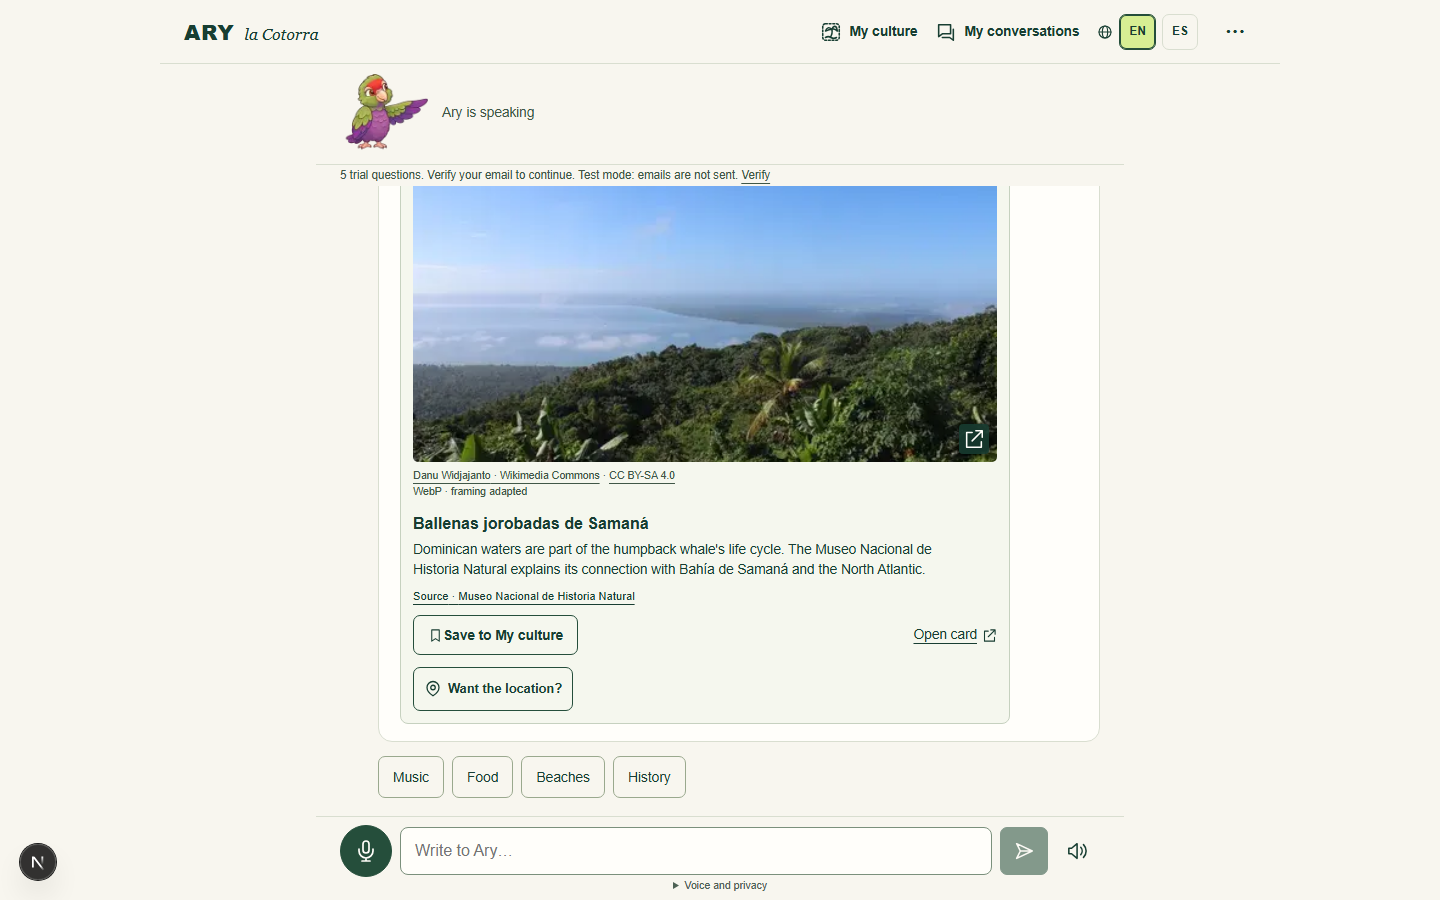 ARY la Cotorra
My culture
My conversations
EN
ES
Ary is speaking
5 trial questions. Verify your email to continue. Test mode: emails are not sent. Verify
Danu Widjajanto · Wikimedia Commons · CC BY-SA 4.0
WebP · framing adapted
Ballenas jorobadas de Samaná
Dominican waters are part of the humpback whale's life cycle. The Museo Nacional de
Historia Natural explains its connection with Bahía de Samaná and the North Atlantic.
Source · Museo Nacional de Historia Natural
Save to My culture
Open card
Want the location?
Music
Food
Beaches
History
Write to Ary…
Voice and privacy
N